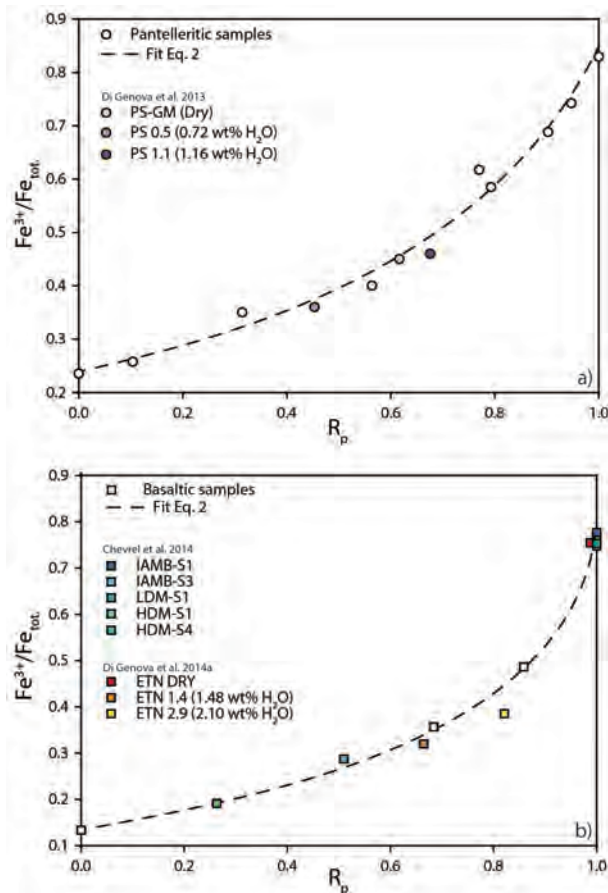 0.9
0.8
0.7
0.6
0.5
0.4
0.3
0.2
Fe3+/Fetot.
Pantelleritic samples
Fit Eq. 2
Di Genova et al. 2013
PS-GM (Dry)
PS 0.5 (0.72 wt% H2O)
PS 1.1 (1.16 wt% H2O)
a)
0.0 0.2 0.4 0.6 0.8 1.0
Rp
0.9
0.8
0.7
0.6
0.5
0.4
0.3
0.2
0.1
Fe3+/Fetot.
Basaltic samples
Fit Eq. 2
Chevrel et al. 2014
IAMB-S1
IAMB-S3
LDM-S1
HDM-S1
HDM-S4
Di Genova et al. 2014a
ETN DRY
ETN 1.4 (1.48 wt% H2O)
ETN 2.9 (2.10 wt% H2O)
b)
0.0 0.2 0.4 0.6 0.8 1.0
Rp